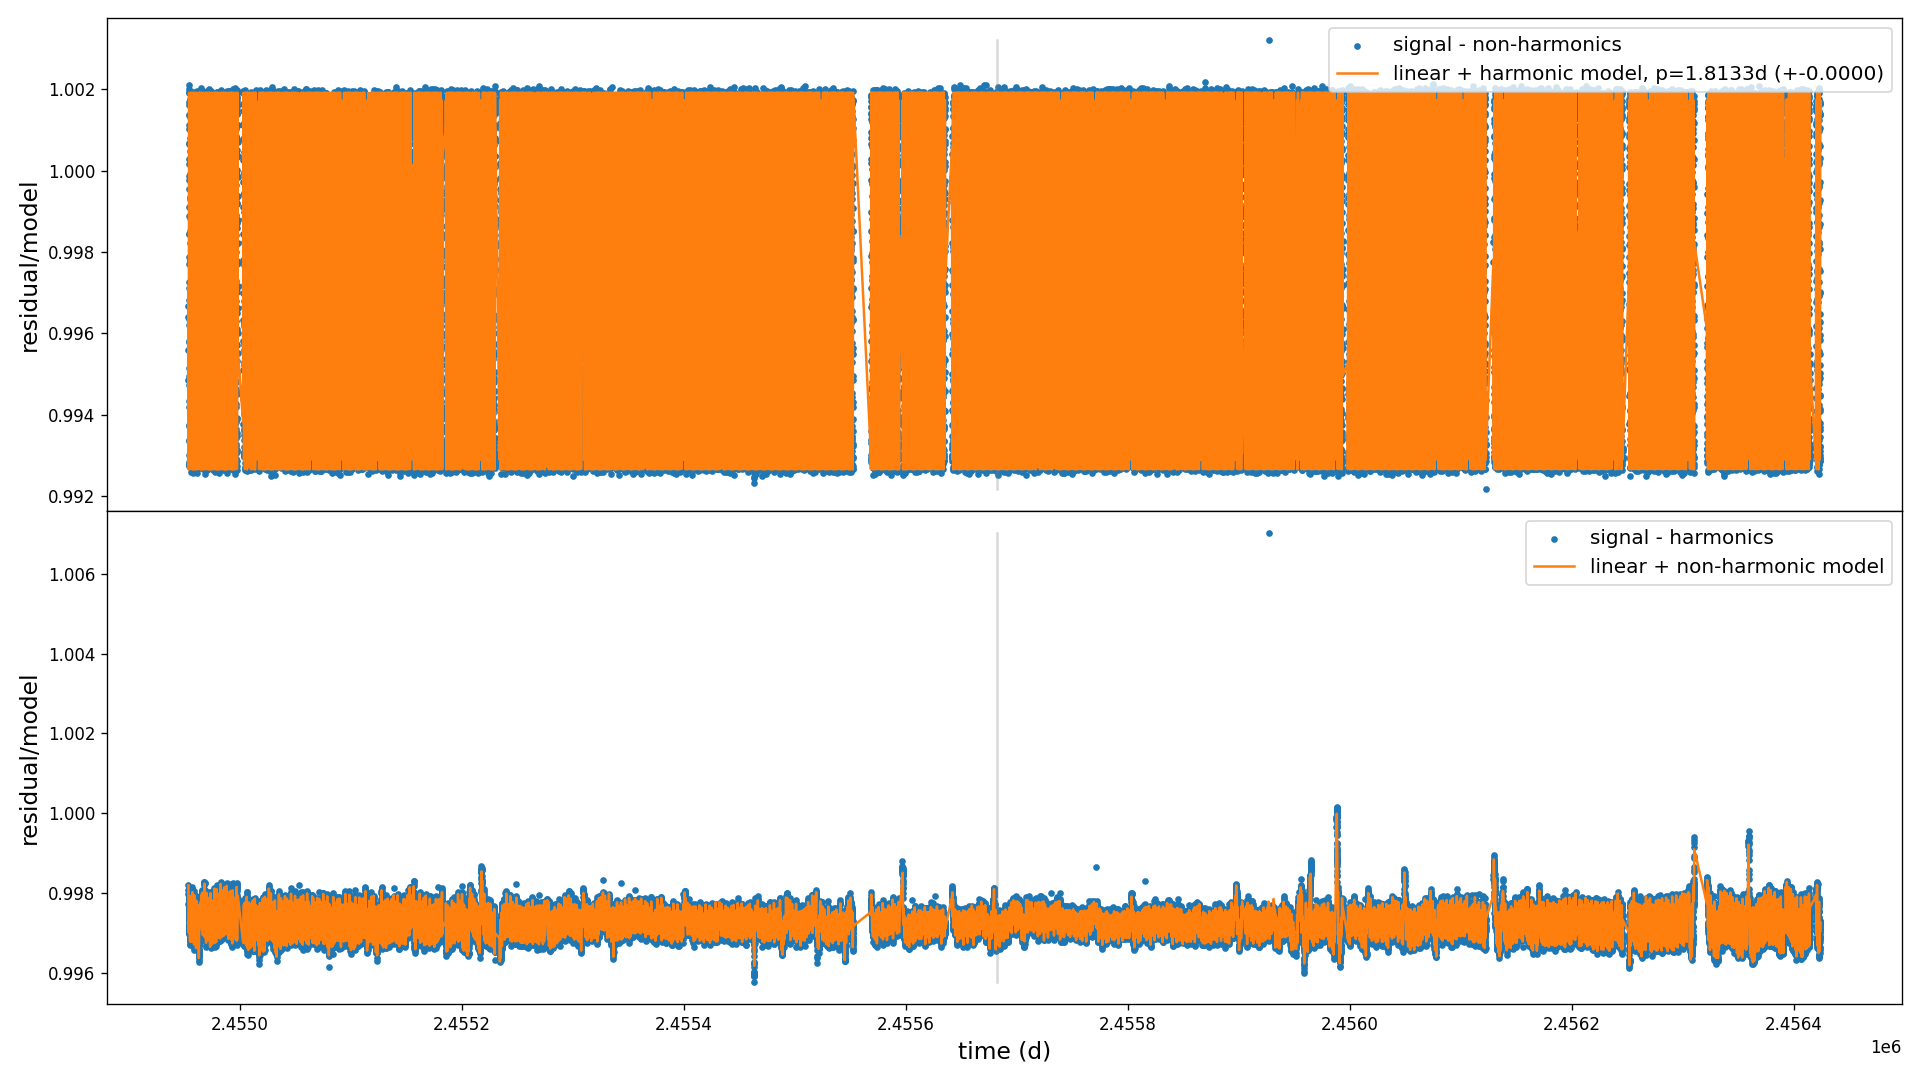 signal - non-harmonics
linear + harmonic model, p=1.8133d (+-0.0000)
1.002
1.000
0.998
0.996
0.994
0.992
residual/model
signal - harmonics
linear + non-harmonic model
1.006
1.004
1.002
1.000
0.998
0.996
residual/model
2.4550 2.4552 2.4554 2.4556 2.4558 2.4560 2.4562 2.4564
time (d)
1e6